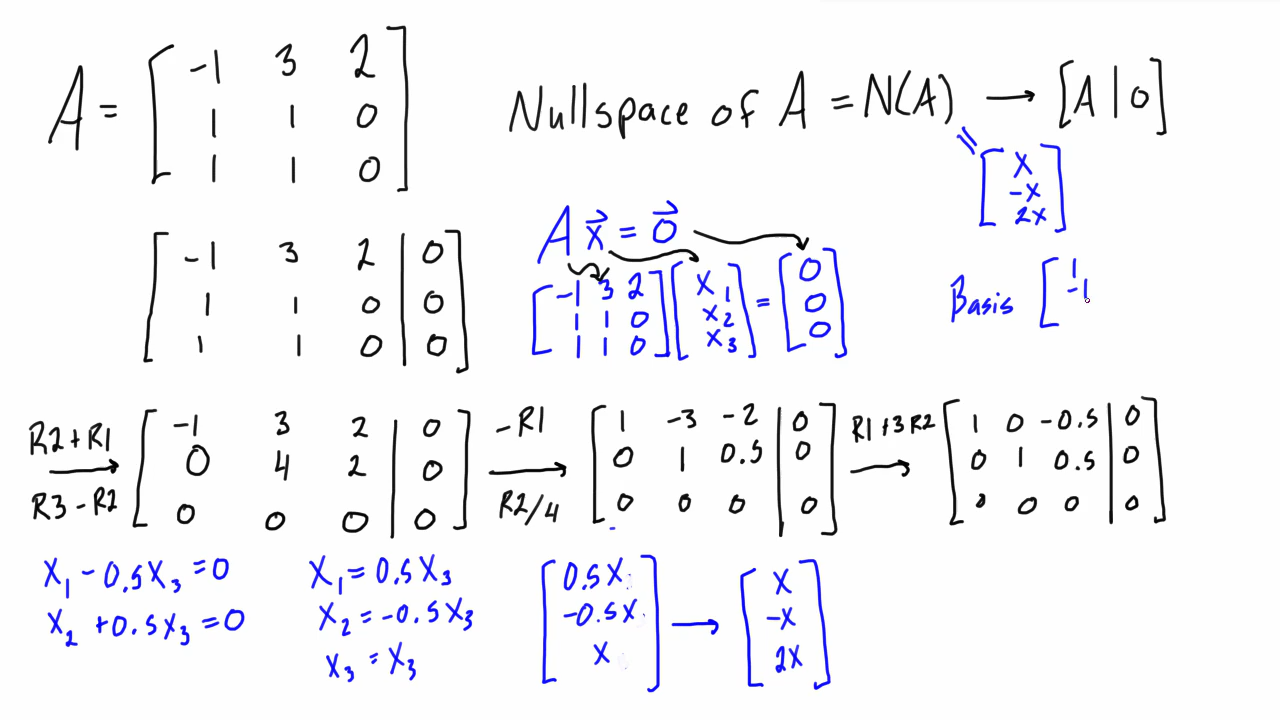 A = [ -1 3 2
1 1 0
1 1 0 ]
Nullspace of A = N(A) → [A | 0]
= [ x
-x
2x ]
[ -1 3 2 | 0
1 1 0 | 0
1 1 0 | 0 ]
A x⃗ = 0⃗
[ -1 3 2
1 1 0
1 1 0 ] [ x₁
x₂
x₃ ] = [ 0
0
0 ]
Basis [ 1
-1
R2+R1
R3-R2
→ [ -1 3 2 | 0
0 4 2 | 0
0 0 0 | 0 ]
-R1
R2/4
→ [ 1 -3 -2 | 0
0 1 0.5 | 0
0 0 0 | 0 ]
R1+3R2
→ [ 1 0 -0.5 | 0
0 1 0.5 | 0
0 0 0 | 0 ]
x₁ - 0.5x₃ = 0
x₂ + 0.5x₃ = 0
x₁ = 0.5x₃
x₂ = -0.5x₃
x₃ = x₃
[ 0.5x
-0.5x
x ] → [ x
-x
2x ]